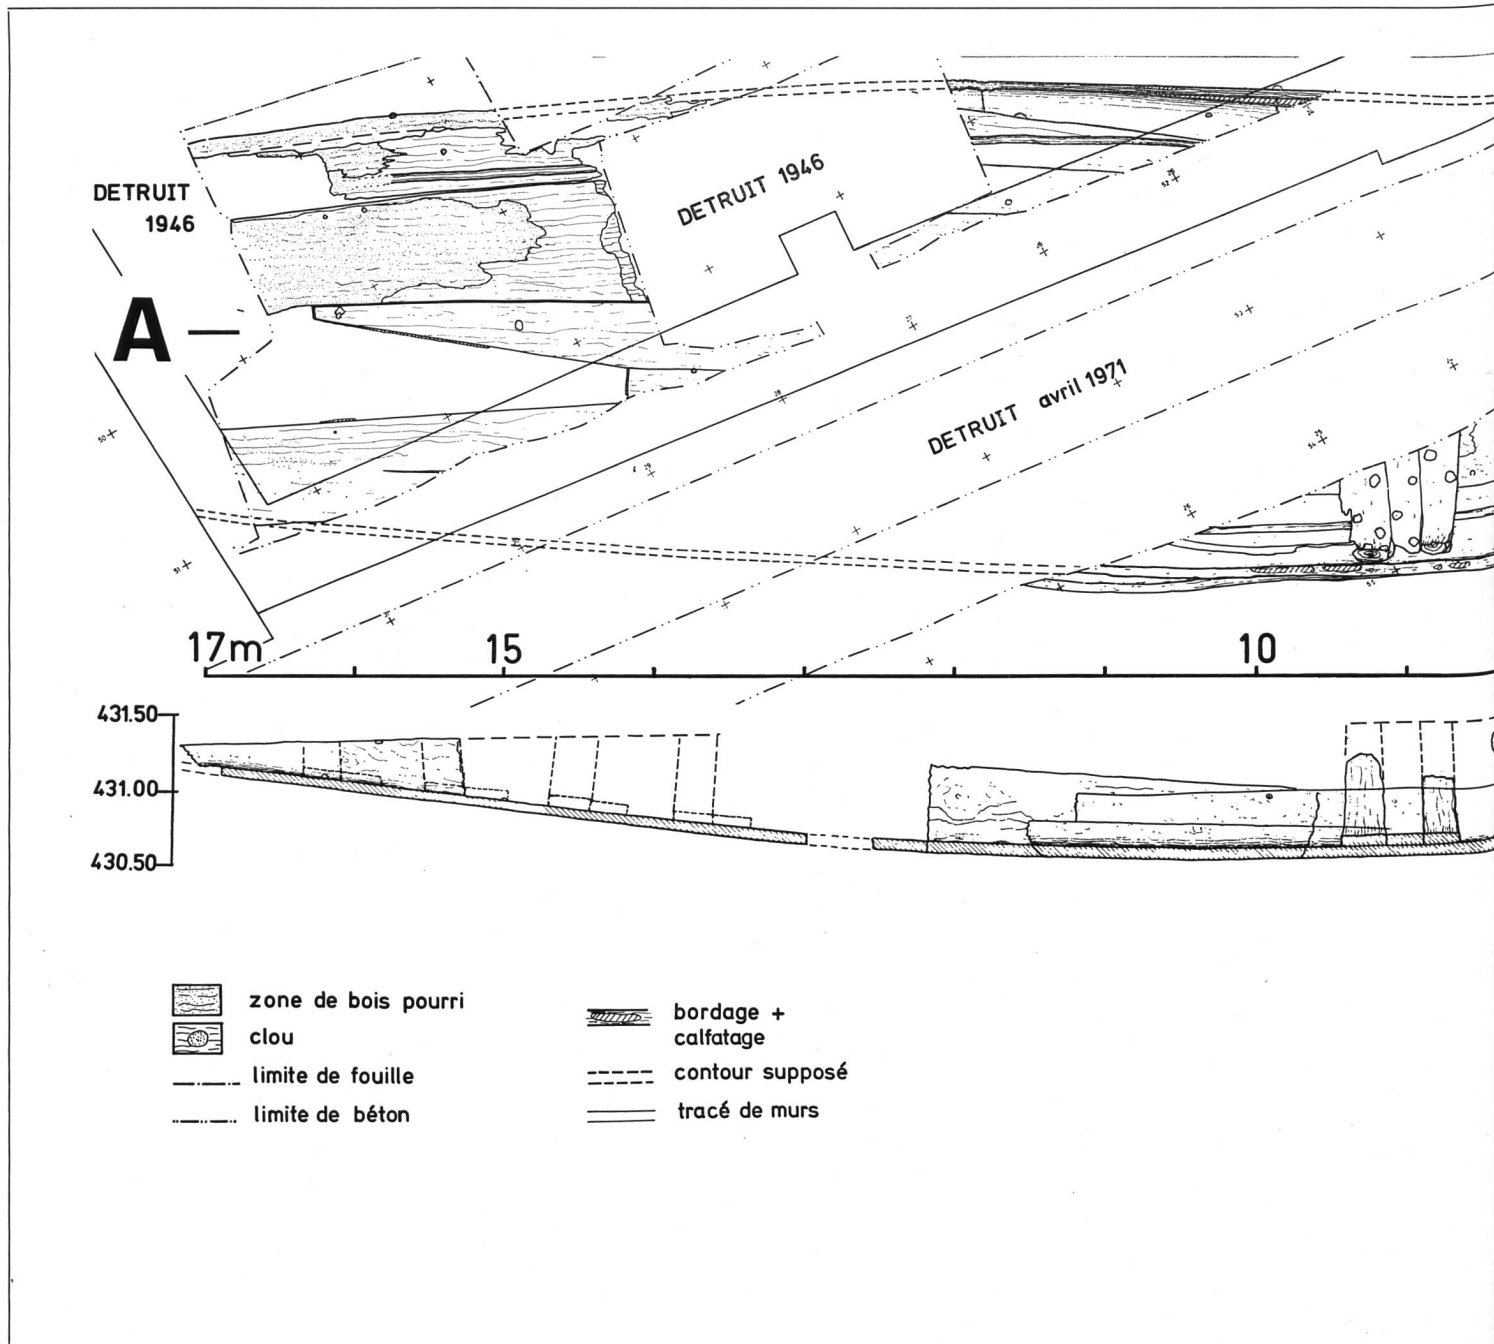 DETRUIT
1946
DETRUIT 1946
A
DETRUIT avril 1971
17m
15
10
431.50
431.00
430.50
zone de bois pourri
clou
limite de fouille
limite de béton
bordage +
calfatage
contour supposé
tracé de murs